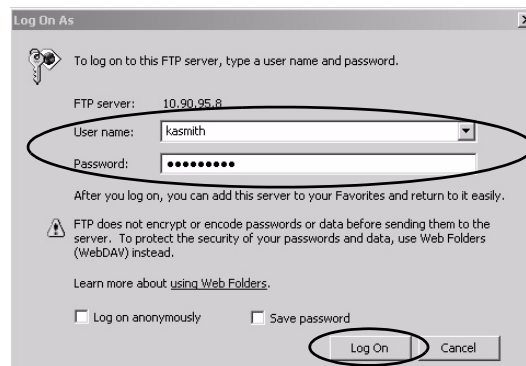 Log On As
To log on to this FTP server, type a user name and password.
FTP server: 10.90.95.8
User name: kasmith
Password: ●●●●●●●●●
After you log on, you can add this server to your Favorites and return to it easily.
FTP does not encrypt or encode passwords or data before sending them to the
server. To protect the security of your passwords and data, use Web Folders
(WebDAV) instead.
Learn more about using Web Folders.
Log on anonymously Save password
Log On Cancel